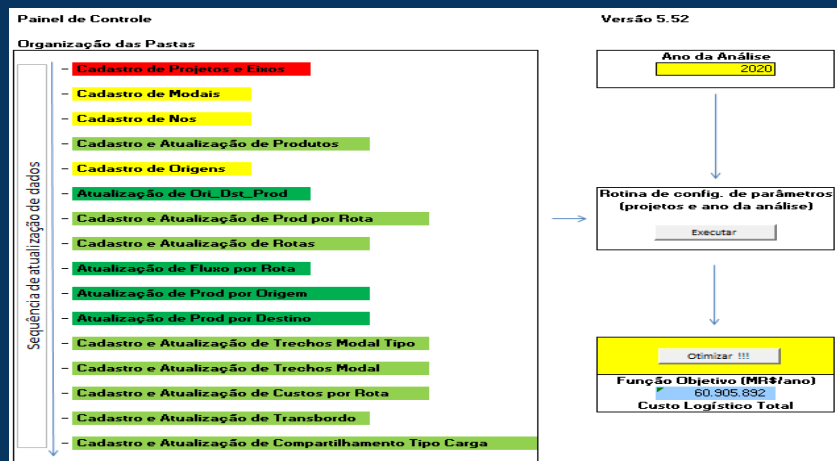 Painel de Controle
Versão 5.52
Organização das Pastas
Sequência de atualização de dados
– Cadastro de Projetos e Eixos
– Cadastro de Modais
– Cadastro de Nos
– Cadastro e Atualização de Produtos
– Cadastro de Origens
– Atualização de Ori_Dst_Prod
– Cadastro e Atualização de Prod por Rota
– Cadastro e Atualização de Rotas
– Atualização de Fluxo por Rota
– Atualização de Prod por Origem
– Atualização de Prod por Destino
– Cadastro e Atualização de Trechos Modal Tipo
– Cadastro e Atualização de Trechos Modal
– Cadastro e Atualização de Custos por Rota
– Cadastro e Atualização de Transbordo
– Cadastro e Atualização de Compartilhamento Tipo Carga
Ano da Análise
2020
Rotina de config. de parâmetros
(projetos e ano da análise)
Executar
Otimizar !!!
Função Objetivo (MR$/ano)
60.905.892
Custo Logístico Total